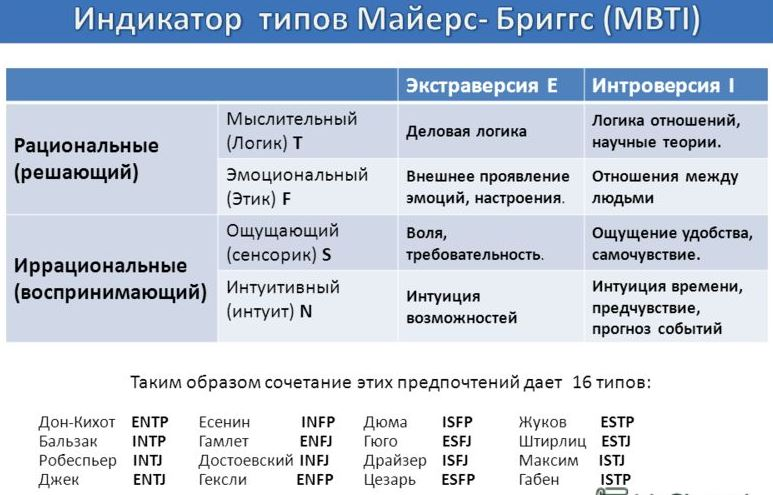 Индикатор типов Майерс- Бриггс (MBTI)
Экстраверсия E Интроверсия I
Рациональные
(решающий)
Мыслительный
(Логик) T
Деловая логика
Логика отношений,
научные теории.
Эмоциональный
(Этик) F
Внешнее проявление
эмоций, настроения.
Отношения между
людьми
Иррациональные
(воспринимающий)
Ощущающий
(сенсорик) S
Воля,
требовательность.
Ощущение удобства,
самочувствие.
Интуитивный
(интуит) N
Интуиция
возможностей
Интуиция времени,
предчувствие,
прогноз событий
Таким образом сочетание этих предпочтений дает 16 типов:
Дон-Кихот ENTP Есенин INFP Дюма ISFP Жуков ESTP
Бальзак INTP Гамлет ENFJ Гюго ESFJ Штирлиц ESTJ
Робеспьер INTJ Достоевский INFJ Драйзер ISFJ Максим ISTJ
Джек ENTJ Гексли ENFP Цезарь ESFP Габен ISTP